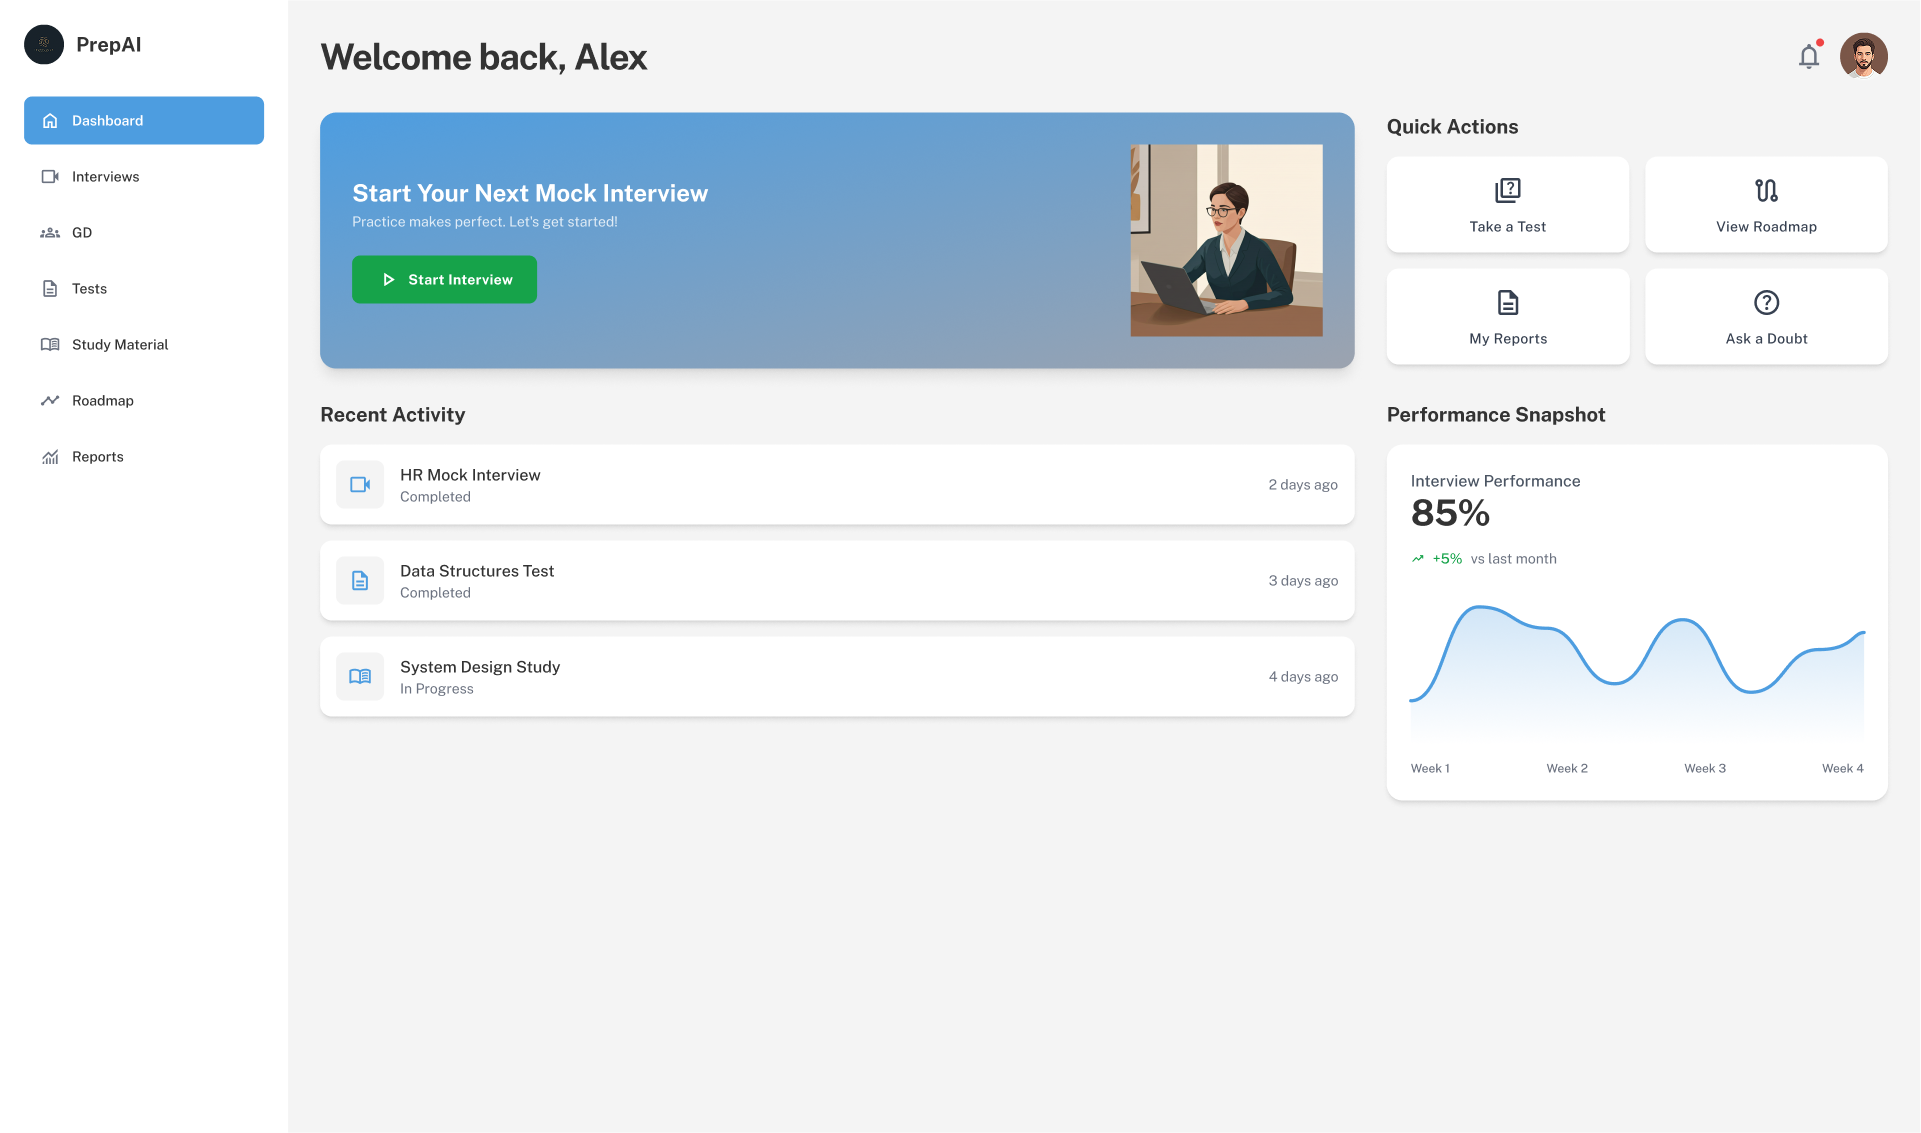 PrepAI
Dashboard
Interviews
GD
Tests
Study Material
Roadmap
Reports
Welcome back, Alex
Start Your Next Mock Interview
Practice makes perfect. Let's get started!
Start Interview
Quick Actions
Take a Test
View Roadmap
My Reports
Ask a Doubt
Recent Activity
HR Mock Interview
Completed
2 days ago
Data Structures Test
Completed
3 days ago
System Design Study
In Progress
4 days ago
Performance Snapshot
Interview Performance
85%
+5% vs last month
Week 1
Week 2
Week 3
Week 4